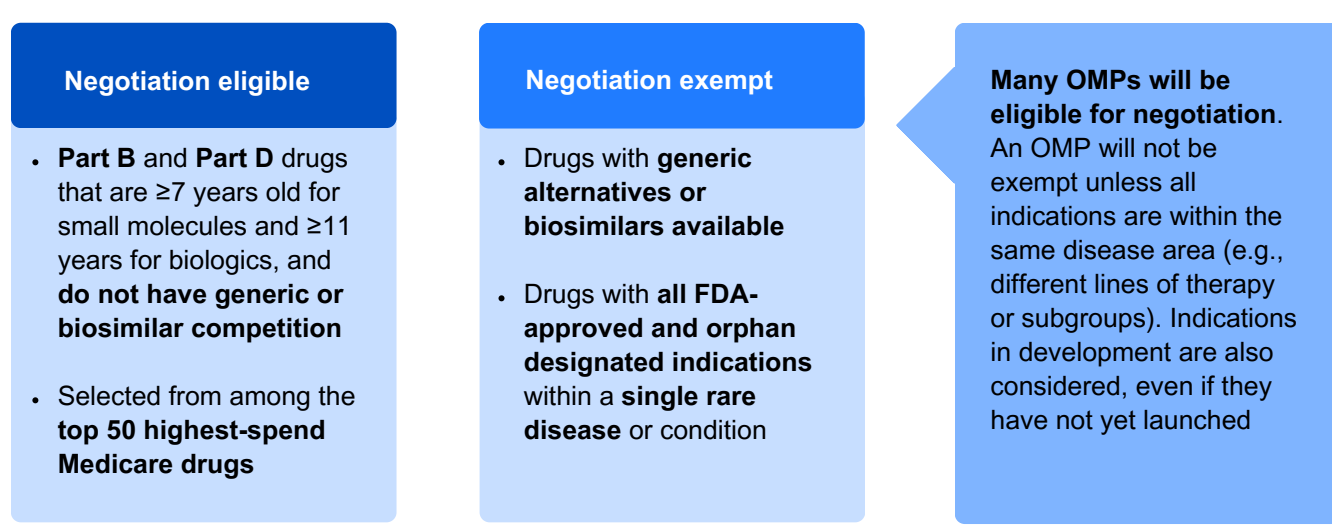 Negotiation eligible
• Part B and Part D drugs
that are ≥7 years old for
small molecules and ≥11
years for biologics, and
do not have generic or
biosimilar competition
• Selected from among the
top 50 highest-spend
Medicare drugs
Negotiation exempt
• Drugs with generic
alternatives or
biosimilars available
• Drugs with all FDA-
approved and orphan
designated indications
within a single rare
disease or condition
Many OMPs will be
eligible for negotiation.
An OMP will not be
exempt unless all
indications are within the
same disease area (e.g.,
different lines of therapy
or subgroups). Indications
in development are also
considered, even if they
have not yet launched